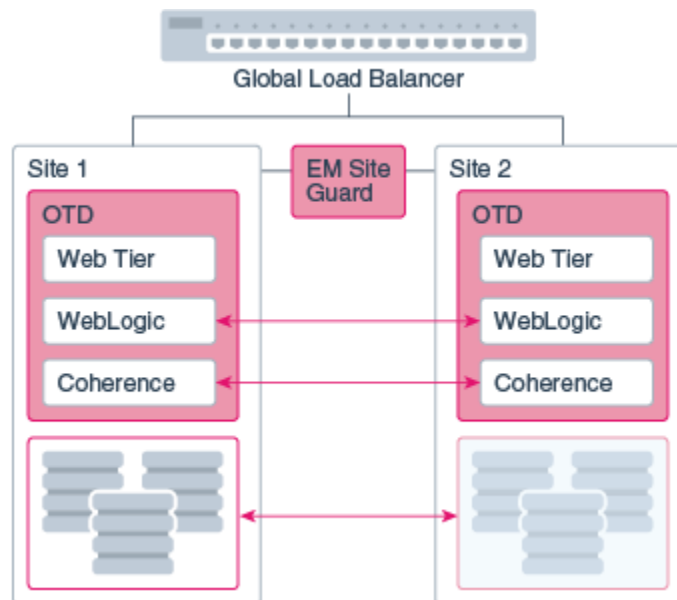 Global Load Balancer
Site 1
EM Site
Guard
Site 2
OTD
Web Tier
WebLogic
Coherence
OTD
Web Tier
WebLogic
Coherence